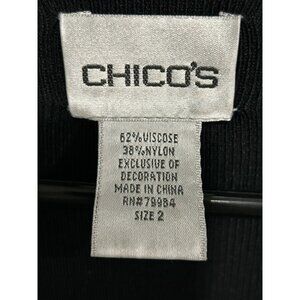 CHICO'S
62% VISCOSE
38% NYLON
EXCLUSIVE OF
DECORATION
MADE IN CHINA
RN# 79984
SIZE 2